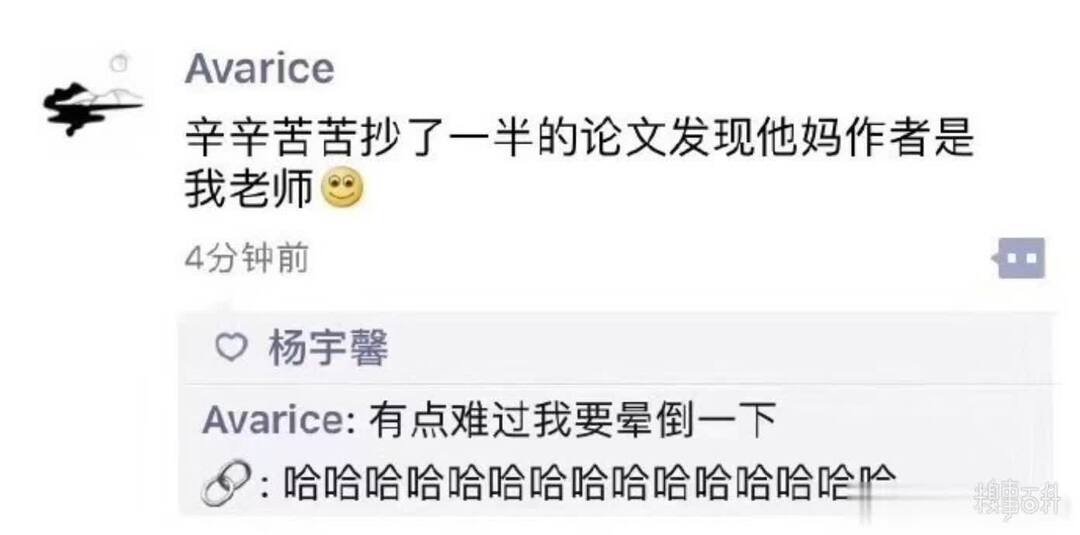 Avarice
辛辛苦苦抄了一半的论文发现他妈作者是
我老师
4分钟前
杨宇馨
Avarice: 有点难过我要晕倒一下
: 哈哈哈哈哈哈哈哈哈哈哈哈哈哈哈
糗事百科